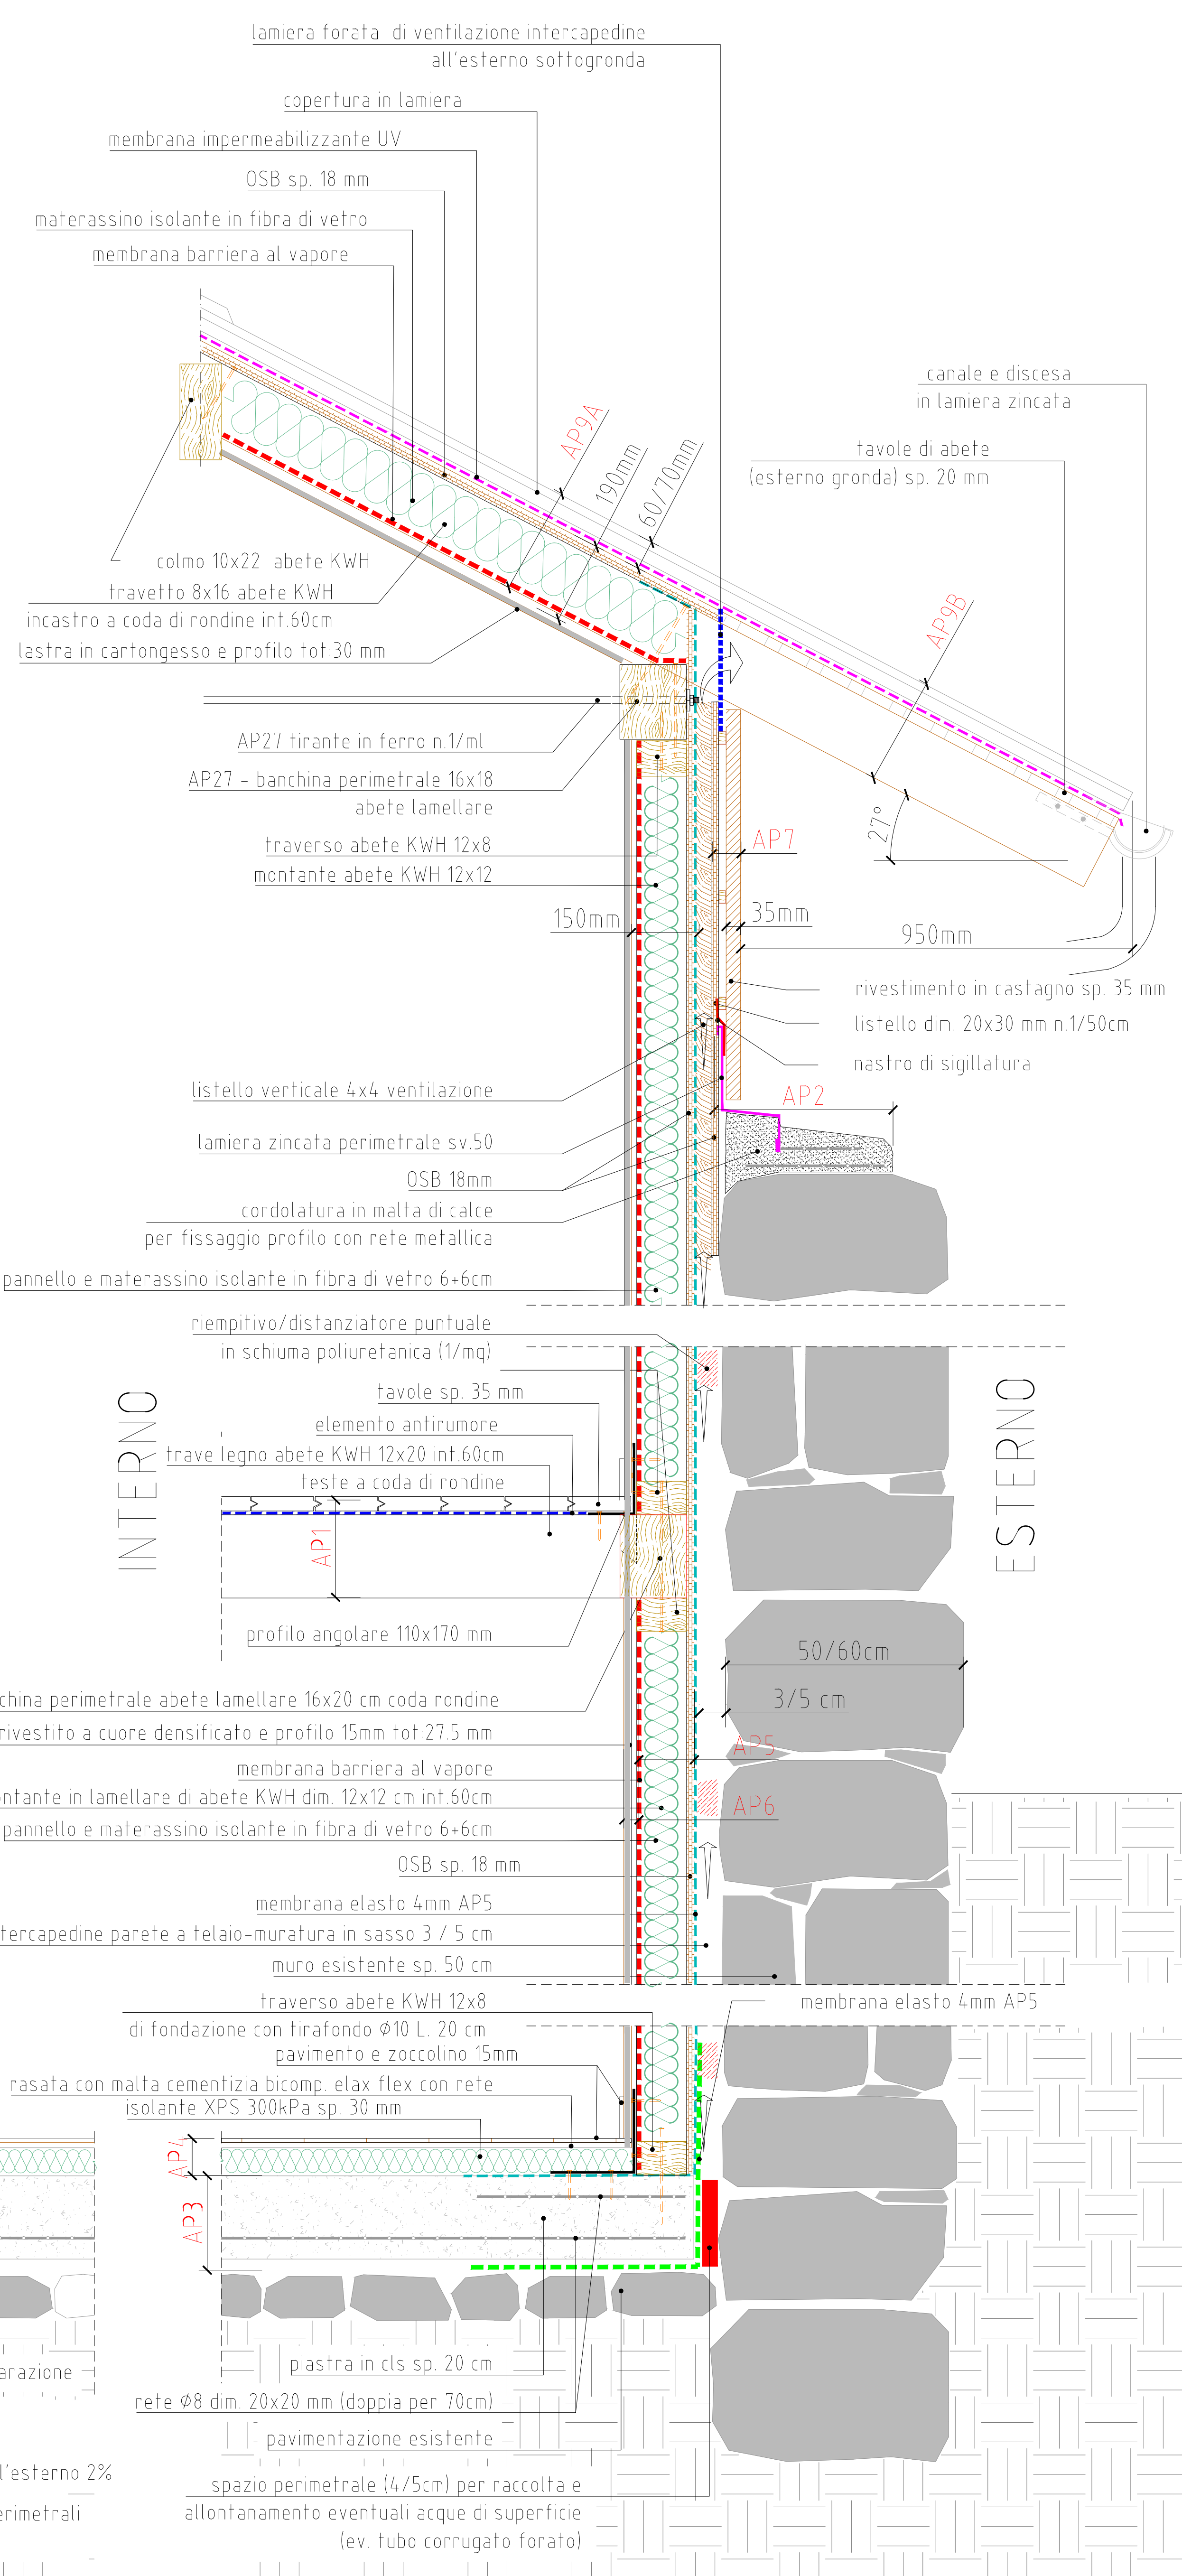 lamiera forata di ventilazione intercapedine
all'esterno sottogronda
copertura in lamiera
membrana impermeabilizzante UV
OSB sp. 18 mm
materassino isolante in fibra di vetro
membrana barriera al vapore
canale e discesa
in lamiera zincata
tavole di abete
(esterno gronda) sp. 20 mm
AP9A
190mm
60/70mm
colmo 10x22 abete KWH
travetto 8x16 abete KWH
incastro a coda di rondine int.60cm
lastra in cartongesso e profilo tot:30 mm
AP9B
AP27 tirante in ferro n.1/ml
AP27 - banchina perimetrale 16x18
abete lamellare
27°
AP7
traverso abete KWH 12x8
montante abete KWH 12x12
150mm
35mm
950mm
rivestimento in castagno sp. 35 mm
listello dim. 20x30 mm n.1/50cm
nastro di sigillatura
listello verticale 4x4 ventilazione
AP2
lamiera zincata perimetrale sv.50
OSB 18mm
cordolatura in malta di calce
per fissaggio profilo con rete metallica
pannello e materassino isolante in fibra di vetro 6+6cm
riempitivo/distanziatore puntuale
in schiuma poliuretanica (1/mq)
INTERNO
ESTERNO
tavole sp. 35 mm
elemento antirumore
trave legno abete KWH 12x20 int.60cm
teste a coda di rondine
AP1
profilo angolare 110x170 mm
50/60cm
china perimetrale abete lamellare 16x20 cm coda rondine
3/5 cm
rivestito a cuore densificato e profilo 15mm tot:27.5 mm
AP5
membrana barriera al vapore
ontante in lamellare di abete KWH dim. 12x12 cm int.60cm
AP6
pannello e materassino isolante in fibra di vetro 6+6cm
OSB sp. 18 mm
membrana elasto 4mm AP5
tercapedine parete a telaio-muratura in sasso 3 / 5 cm
muro esistente sp. 50 cm
traverso abete KWH 12x8
di fondazione con tirafondo Ø10 L. 20 cm
membrana elasto 4mm AP5
pavimento e zoccolino 15mm
rasata con malta cementizia bicomp. elax flex con rete
isolante XPS 300kPa sp. 30 mm
AP4
AP3
piastra in cls sp. 20 cm
arazione
rete Ø8 dim. 20x20 mm (doppia per 70cm)
pavimentazione esistente
l'esterno 2%
spazio perimetrale (4/5cm) per raccolta e
erimetrali
allontanamento eventuali acque di superficie
(ev. tubo corrugato forato)